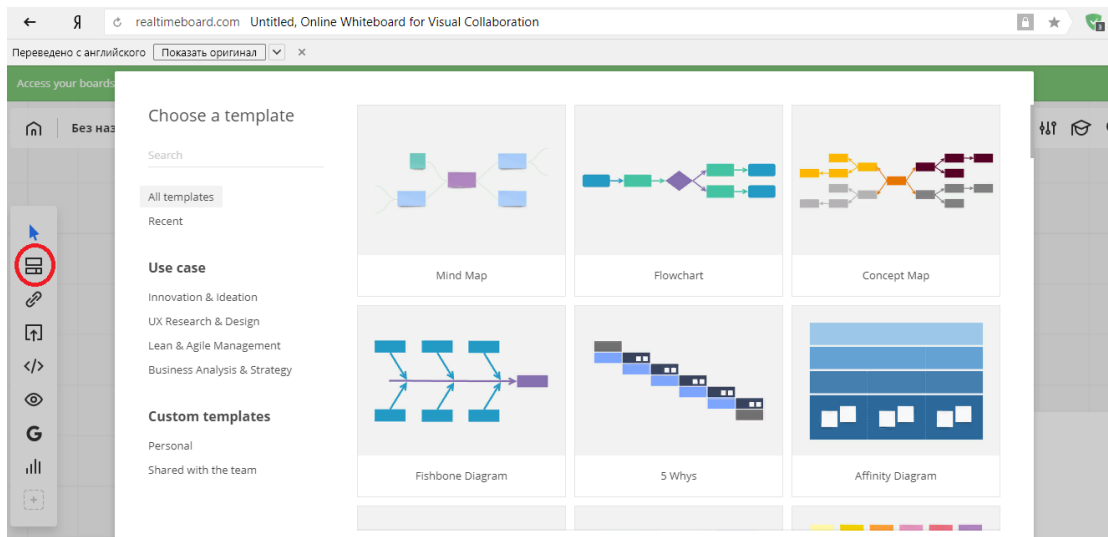 Я realtimeboard.com Untitled, Online Whiteboard for Visual Collaboration
3
Переведено с английского Показать оригинал
Access your boards
Без наз
Choose a template
Search
All templates
Recent
Use case
Innovation & Ideation
UX Research & Design
Lean & Agile Management
Business Analysis & Strategy
Custom templates
Personal
Shared with the team
Mind Map
Flowchart
Concept Map
Fishbone Diagram
5 Whys
Affinity Diagram
</>
G